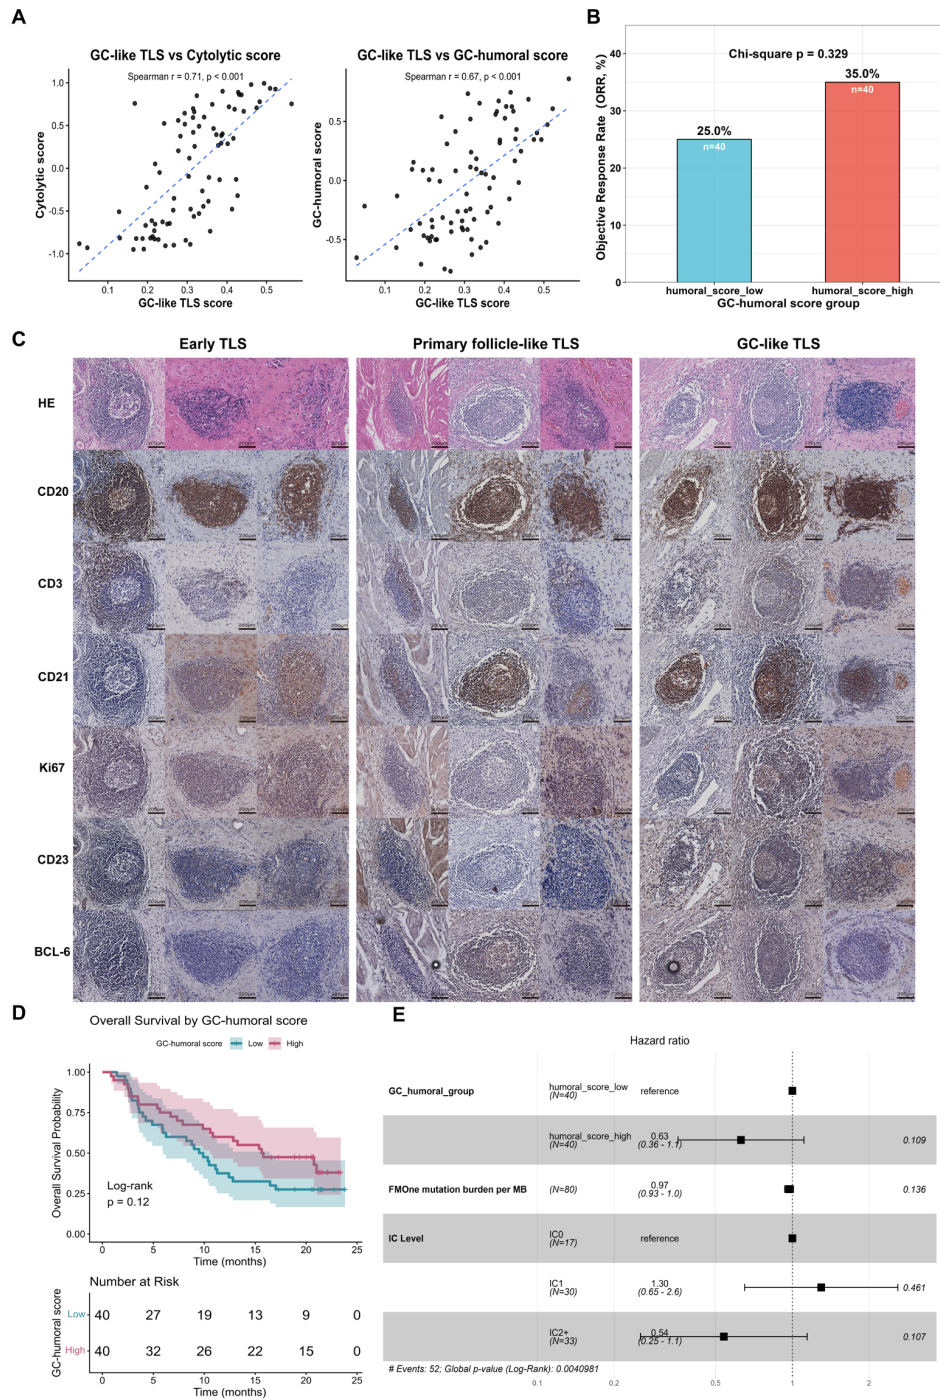 A
GC-like TLS vs Cytolytic score
Spearman r = 0.71, p < 0.001
Cytolytic score
1.0
0.5
0.0
-0.5
-1.0
0.1 0.2 0.3 0.4 0.5
GC-like TLS score
GC-like TLS vs GC-humoral
Spearman r = 0.67, p < 0.001
GC-humoral score
0.5
0.0
-0.5
0.1 0.2 0.3 0.4 0.5
GC-like TLS score
B
Chi-square p = 0.329
Objective Response Rate (ORR, %)
40
30
20
10
0
25.0%
n=40
35.0%
n=40
humoral_score_low humoral_score_high
GC-humoral score group
C
Early TLS Primary follicle-like TLS GC-like TLS
HE
CD20
CD3
CD21
Ki67
CD23
BCL-6
D
Overall Survival by GC-humoral score
GC-humoral score Low High
Overall Survival Probability
1.00
0.75
0.50
0.25
0.00
Log-rank
p = 0.12
0 5 10 15 20 25
Time (months)
Number at Risk
GC-humoral score
Low 40 27 19 13 9 0
High 40 32 26 22 15 0
0 5 10 15 20 25
Time (months)
E
Hazard ratio
GC_humoral_group humoral_score_low (N=40) reference
humoral_score_high (N=40) 0.63 (0.36 - 1.1) 0.109
FMOne mutation burden per MB (N=80) 0.97 (0.93 - 1.0) 0.136
IC Level IC0 (N=17) reference
IC1 (N=30) 1.30 (0.65 - 2.6) 0.461
IC2+ (N=33) 0.54 (0.25 - 1.1) 0.107
# Events: 52; Global p-value (Log-Rank): 0.0040981
0.1 0.2 0.5 1 2